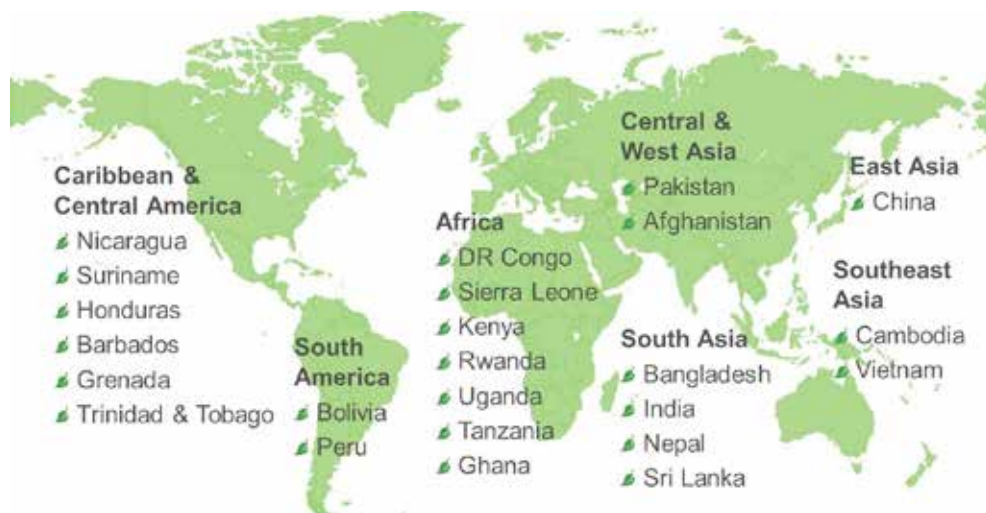 Caribbean &
Central America
Nicaragua
Suriname
Honduras
Barbados
Grenada
Trinidad & Tobago
South
America
Bolivia
Peru
Africa
DR Congo
Sierra Leone
Kenya
Rwanda
Uganda
Tanzania
Ghana
Central &
West Asia
Pakistan
Afghanistan
South Asia
Bangladesh
India
Nepal
Sri Lanka
East Asia
China
Southeast
Asia
Cambodia
Vietnam